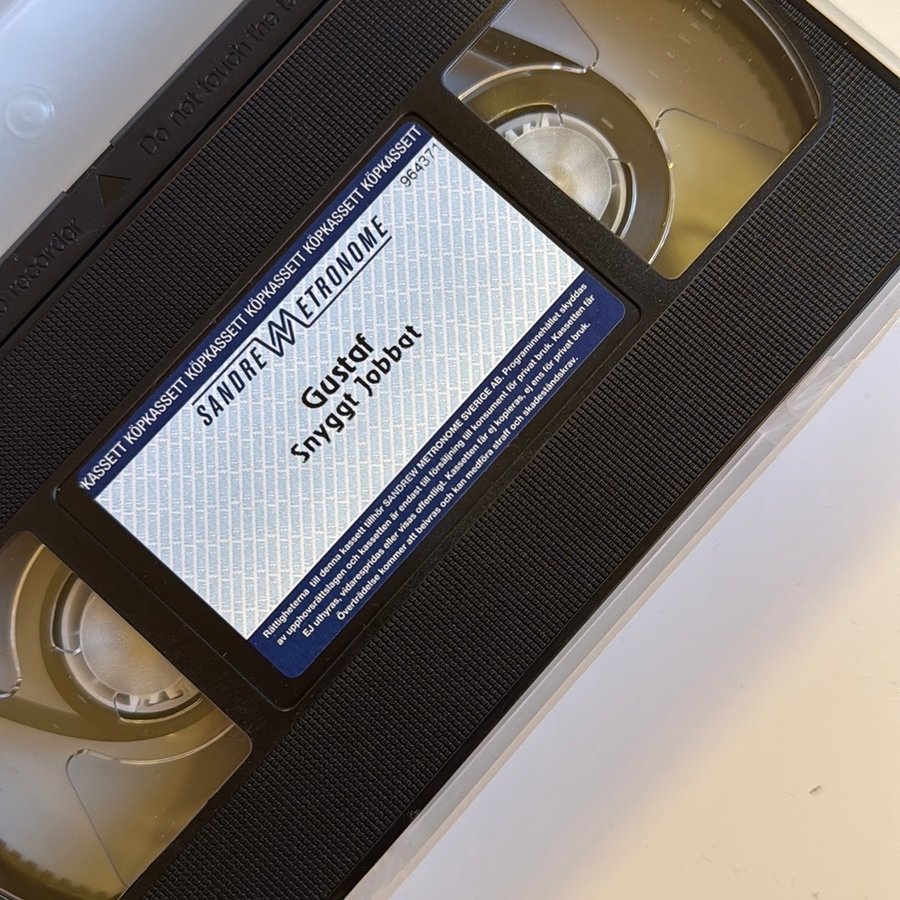 Do not touch the
recorder
KASSETT KÖPKASSETT KÖPKASSETT KÖPKASSETT KÖPKASSETT KÖPKASSETT
964371
SANDREW METRONOME
Gustaf
Snyggt Jobbat
Rättigheterna till denna kassett tillhör SANDREW METRONOME SVERIGE AB. Programinnehållet skyddas
av upphovsrättslagen och kassetten är endast till försäljning till konsument för privat bruk. Kassetten får
EJ uthyras, vidarespridas eller visas offentligt. Kassetten får ej kopieras, ej ens för privat bruk.
Överträdelse kommer att beivras och kan medföra straff och skadeståndskrav.